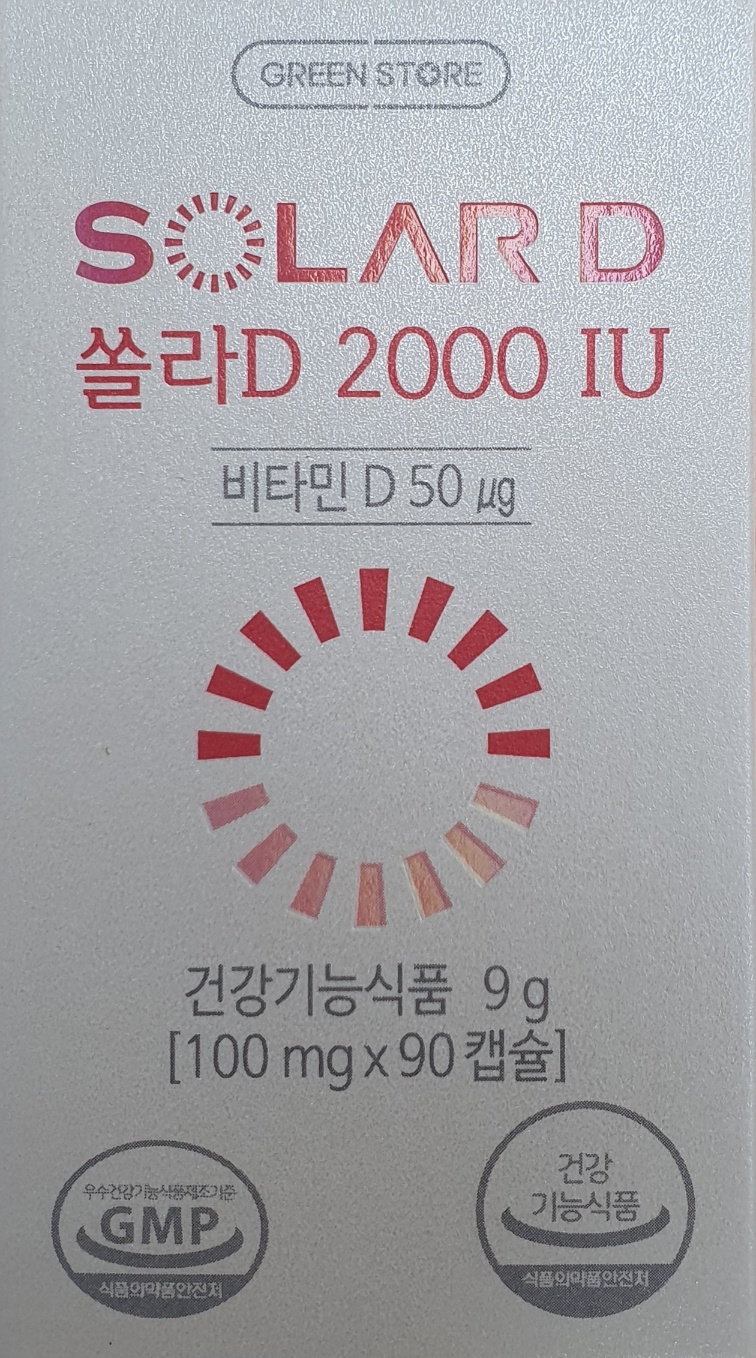 GREEN STORE
SOLAR D
쏠라D 2000 IU
비타민 D 50 µg
건강기능식품 9 g
[100 mg x 90 캡슐]
우수건강기능식품제조기준
GMP
식품의약품안전처
건강
기능식품
식품의약품안전처